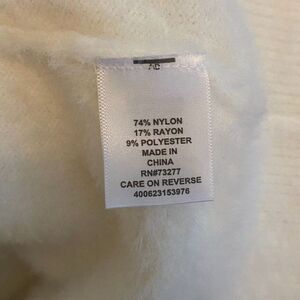 74% NYLON
17% RAYON
9% POLYESTER
MADE IN
CHINA
RN#73277
CARE ON REVERSE
400623153976